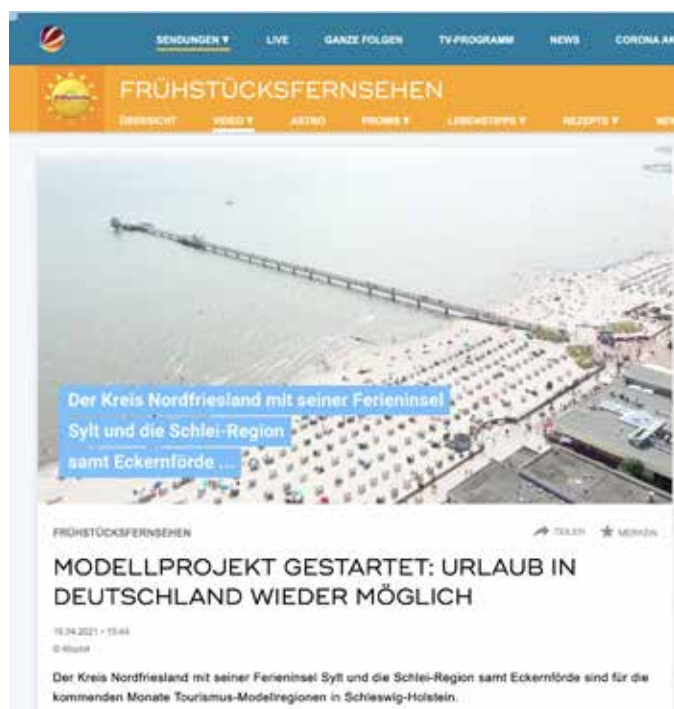 SENDUNGEN ▾ LIVE GANZE FOLGEN TV-PROGRAMM NEWS CORONA
FRÜHSTÜCKSFERNSEHEN
ÜBERSICHT VIDEO ▾ ASTRO PROMIS ▾ LEBENSTIPPS ▾ REZEPTE ▾
Der Kreis Nordfriesland mit seiner Ferieninsel
Sylt und die Schlei-Region
samt Eckernförde ...
FRÜHSTÜCKSFERNSEHEN TEILEN MERKEN
MODELLPROJEKT GESTARTET: URLAUB IN
DEUTSCHLAND WIEDER MÖGLICH
Der Kreis Nordfriesland mit seiner Ferieninsel Sylt und die Schlei-Region samt Eckernförde sind für die
kommenden Monate Tourismus-Modellregionen in Schleswig-Holstein.